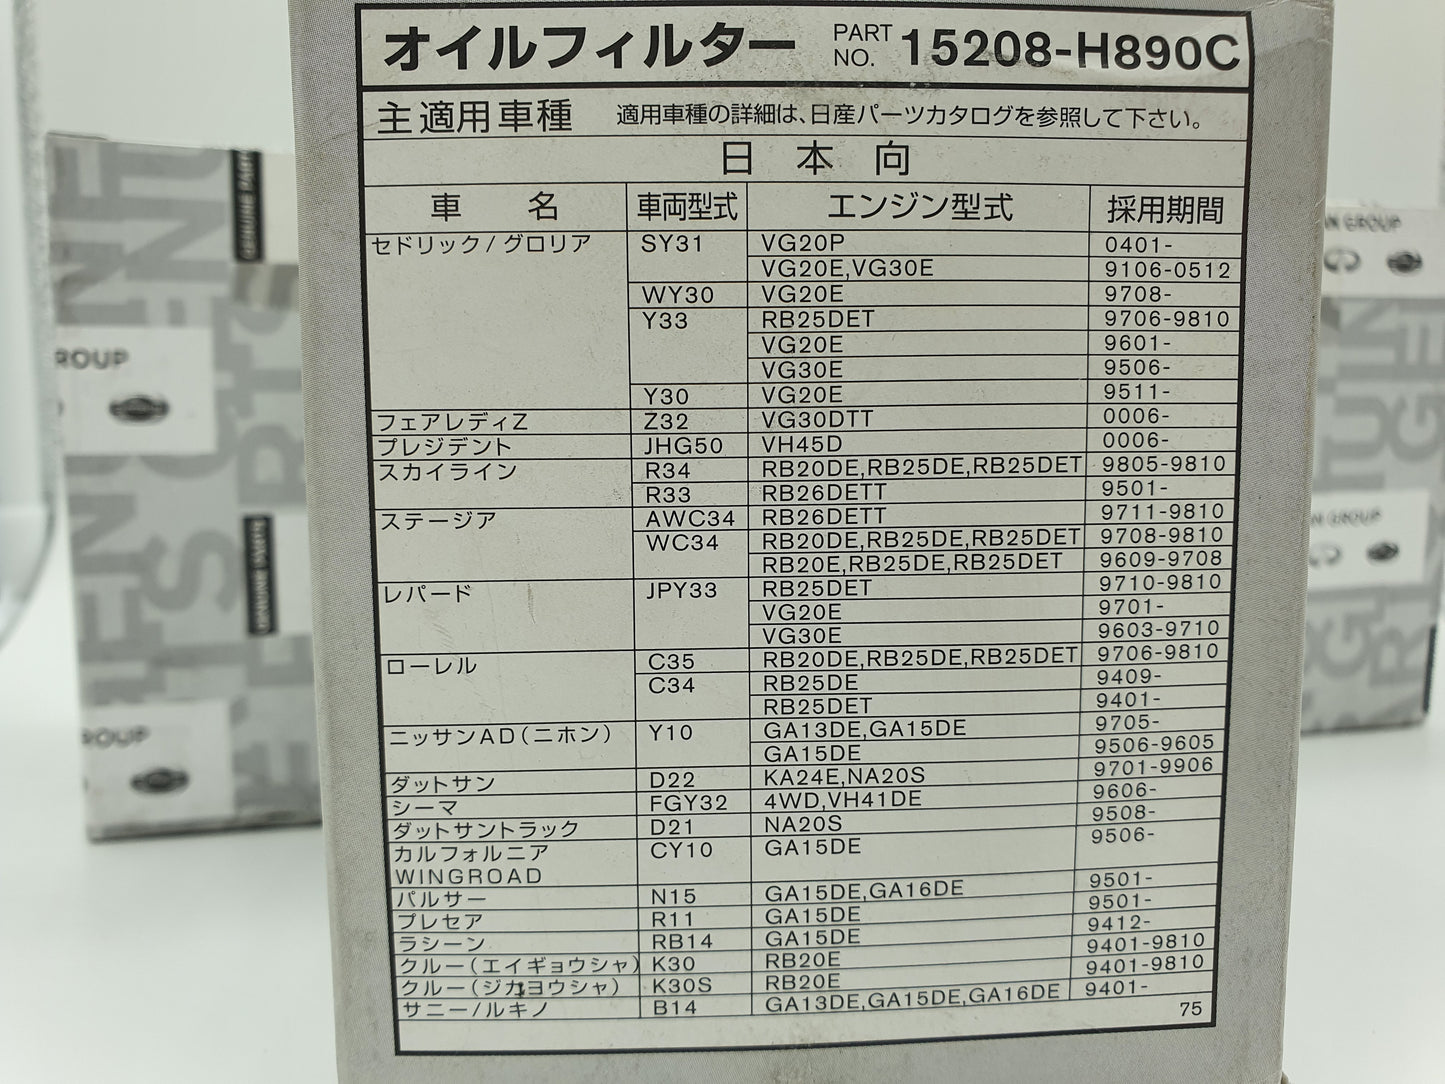 オイルフィルター PART NO. 15208-H890C
主適用車種 適用車種の詳細は、日産パーツカタログを参照して下さい。
日本向
車名 車両型式 エンジン型式 採用期間
セドリック/グロリア SY31 VG20P 0401-
VG20E,VG30E 9106-0512
WY30 VG20E 9708-
Y33 RB25DET 9706-9810
VG20E 9601-
VG30E 9506-
Y30 VG20E 9511-
フェアレディZ Z32 VG30DTT 0006-
プレジデント JHG50 VH45D 0006-
スカイライン R34 RB20DE,RB25DE,RB25DET 9805-9810
R33 RB26DETT 9501-
ステージア AWC34 RB26DETT 9711-9810
WC34 RB20DE,RB25DE,RB25DET 9708-9810
RB20E,RB25DE,RB25DET 9609-9708
レパード JPY33 RB25DET 9710-9810
VG20E 9701-
VG30E 9603-9710
ローレル C35 RB20DE,RB25DE,RB25DET 9706-9810
C34 RB25DE 9409-
RB25DET 9401-
ニッサンAD(ニホン) Y10 GA13DE,GA15DE 9705-
GA15DE 9506-9605
ダットサン D22 KA24E,NA20S 9701-9906
シーマ FGY32 4WD,VH41DE 9606-
ダットサントラック D21 NA20S 9508-
カルフォルニア CY10 GA15DE 9506-
WINGROAD
パルサー N15 GA15DE,GA16DE 9501-
プレセア R11 GA15DE 9501-
ラシーン RB14 GA15DE 9412-
クルー(エイギョウシャ) K30 RB20E 9401-9810
クルー(ジカヨウシャ) K30S RB20E 9401-9810
サニー/ルキノ B14 GA13DE,GA15DE,GA16DE 9401-
75
GENUINE PARTS
ROUP
GENUINE PARTS
ROUP
N GROUP
N GROUP